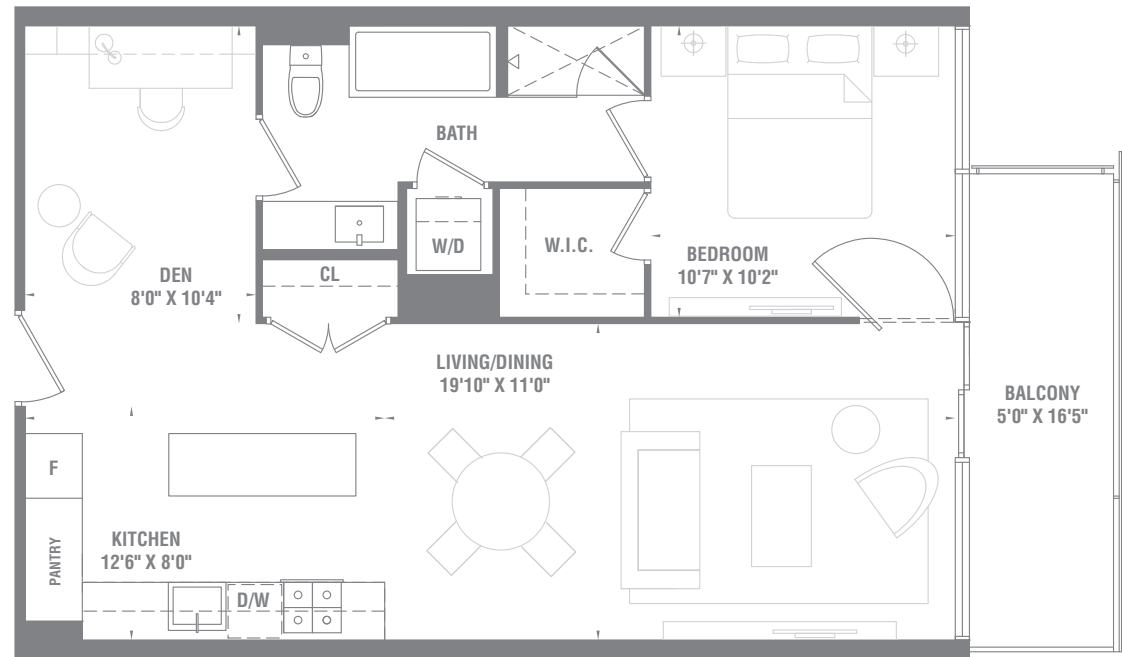 BATH
DEN
8'0" X 10'4"
CL
W/D
W.I.C.
BEDROOM
10'7" X 10'2"
LIVING/DINING
19'10" X 11'0"
BALCONY
5'0" X 16'5"
F
PANTRY
KITCHEN
12'6" X 8'0"
D/W